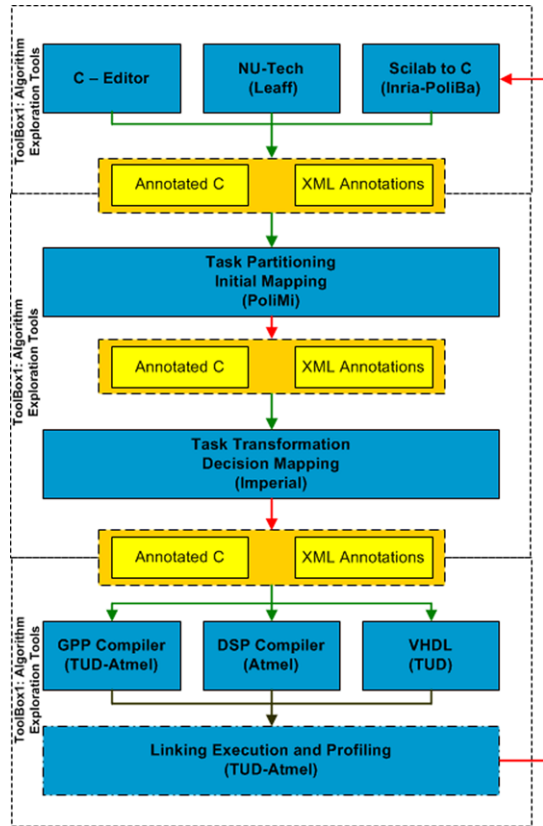 ToolBox1: Algorithm
Exploration Tools
C – Editor
NU-Tech
(Leaff)
Scilab to C
(Inria-PoliBa)
Annotated C
XML Annotations
ToolBox1: Algorithm
Exploration Tools
Task Partitioning
Initial Mapping
(PoliMi)
Annotated C
XML Annotations
Task Transformation
Decision Mapping
(Imperial)
Annotated C
XML Annotations
ToolBox1: Algorithm
Exploration Tools
GPP Compiler
(TUD-Atmel)
DSP Compiler
(Atmel)
VHDL
(TUD)
Linking Execution and Profiling
(TUD-Atmel)